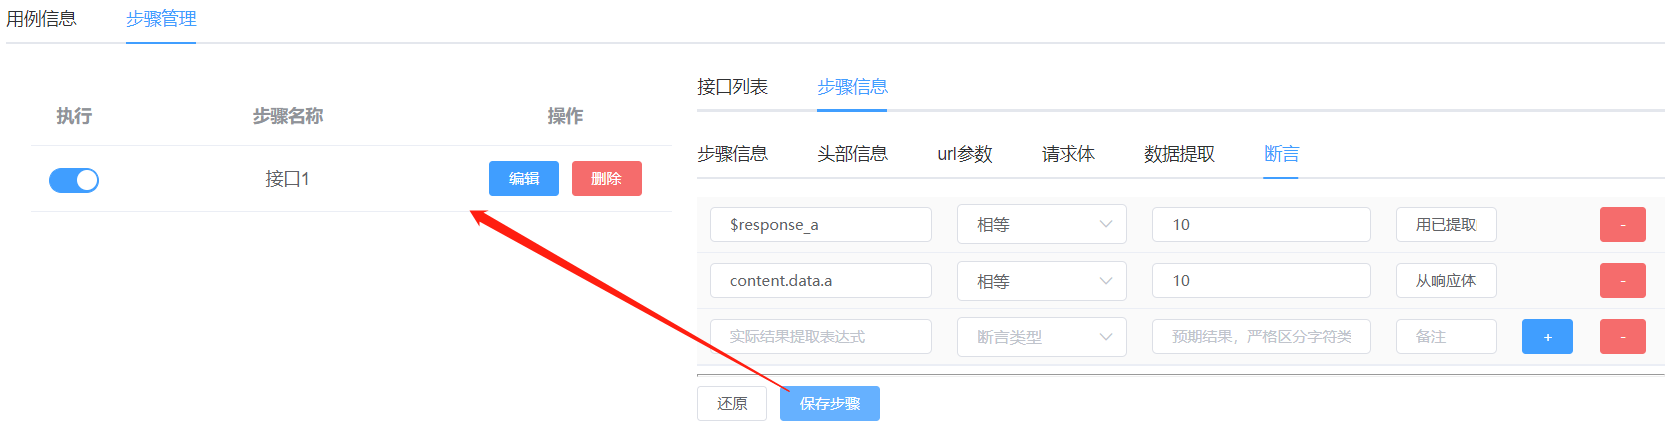 用例信息 步骤管理
接口列表 步骤信息
执行 步骤名称 操作
接口1 编辑 删除
步骤信息 头部信息 url参数 请求体 数据提取 断言
$response_a 相等 10 用已提取 -
content.data.a 相等 10 从响应体 -
实际结果提取表达式 断言类型 预期结果，严格区分字符类 备注 + -
还原 保存步骤